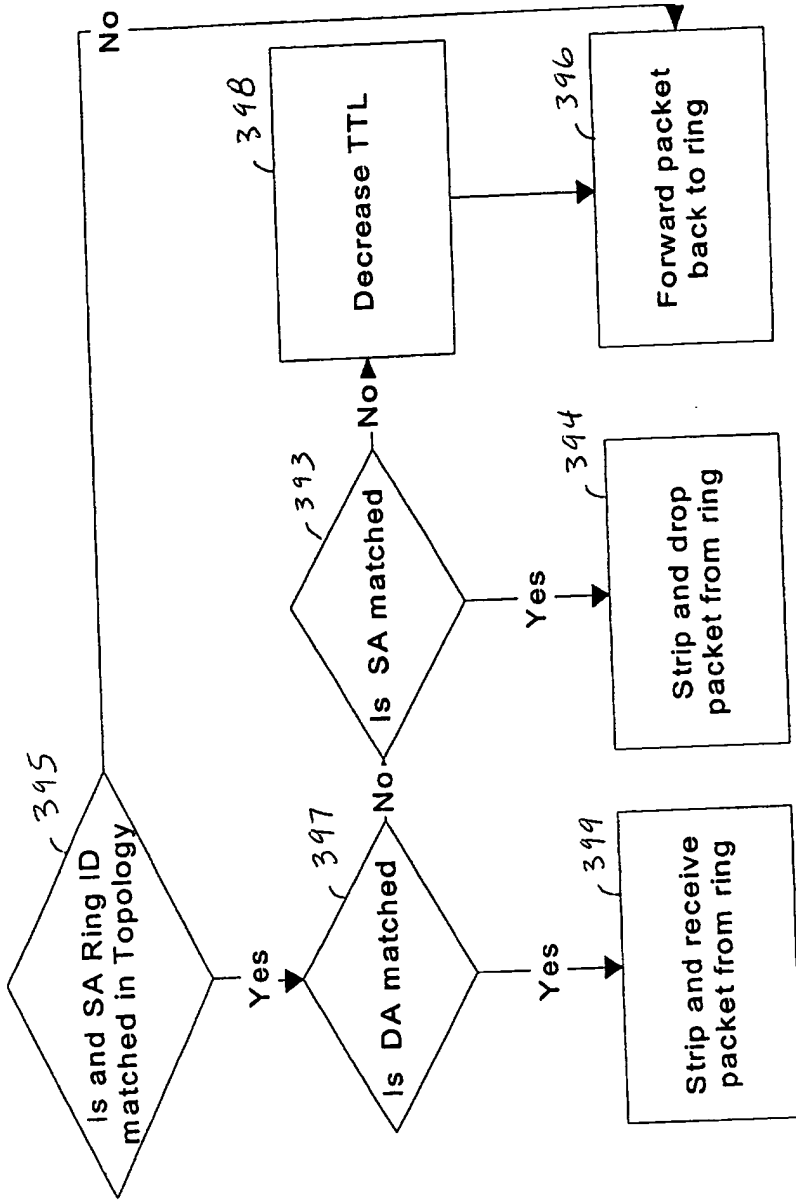 395
Is and SA Ring ID
matched in Topology
No
Yes
397
Is DA matched
No
393
Is SA matched
No
398
Decrease TTL
Yes
399
Strip and receive
packet from ring
Yes
394
Strip and drop
packet from ring
396
Forward packet
back to ring